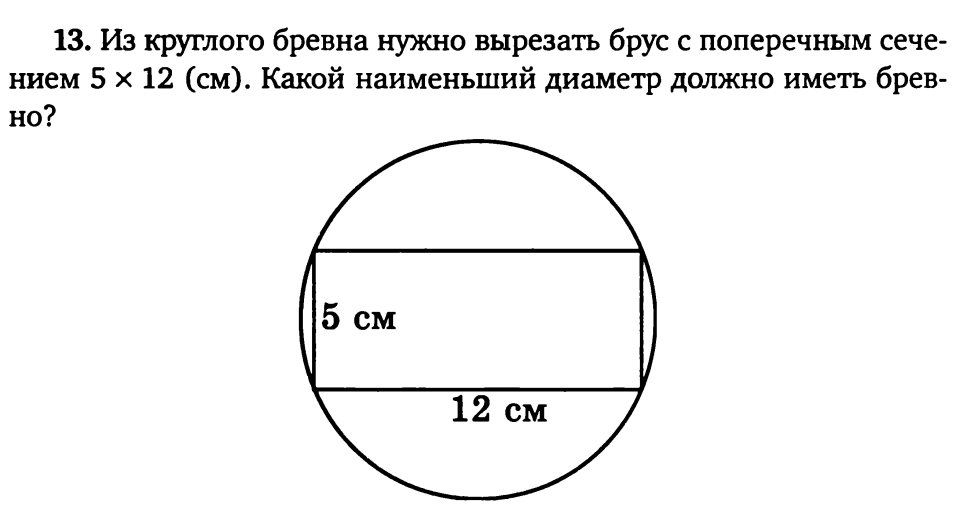 13. Из круглого бревна нужно вырезать брус с поперечным сече-
нием 5 × 12 (см). Какой наименьший диаметр должно иметь брев-
но?
5 см
12 см